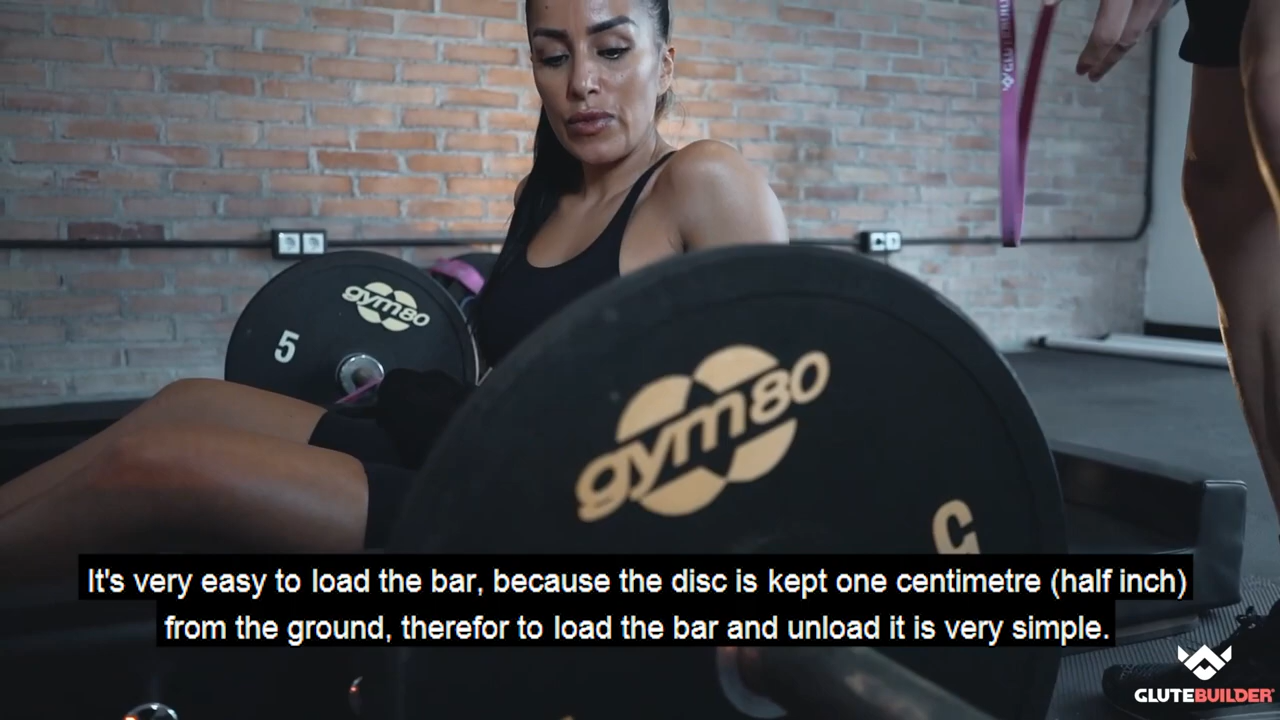 gym80
5
gym80
It's very easy to load the bar, because the disc is kept one centimetre (half inch)
from the ground, therefor to load the bar and unload it is very simple.
GLUTEBUILDER